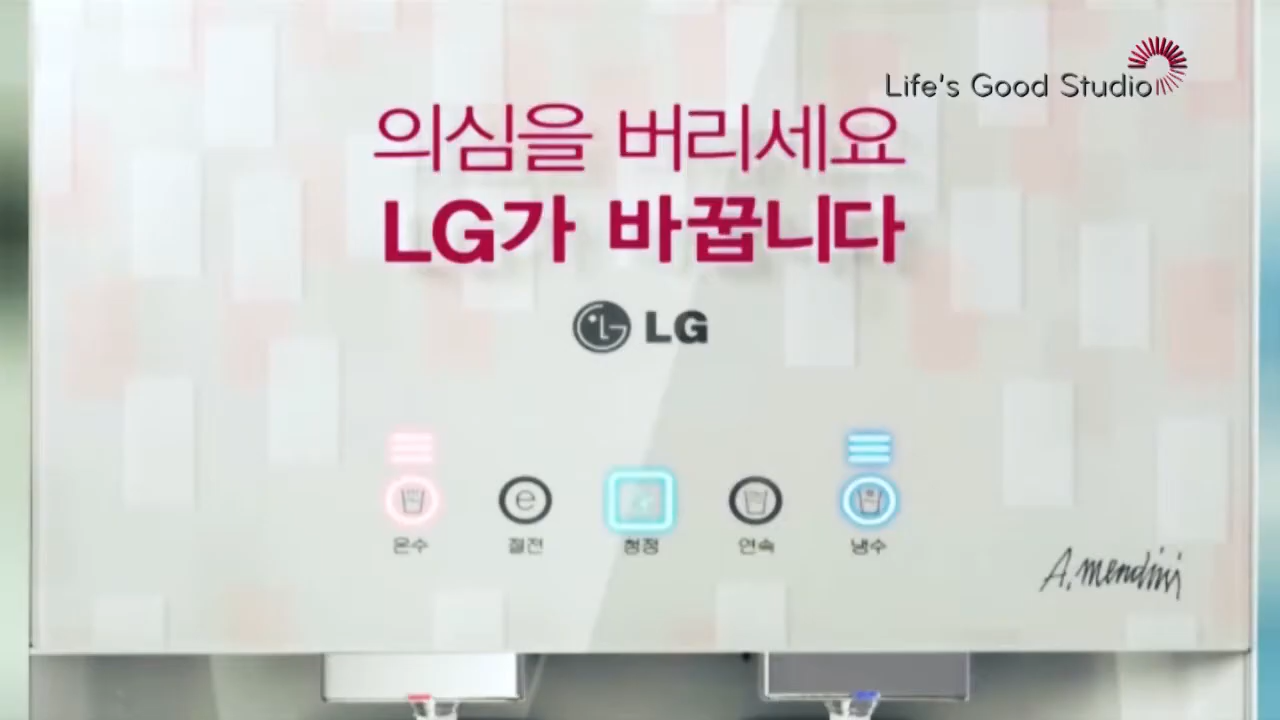 Life's Good Studio
의심을 버리세요
LG가 바꿉니다
LG
온수 절전 청정 연속 냉수
A. mendini